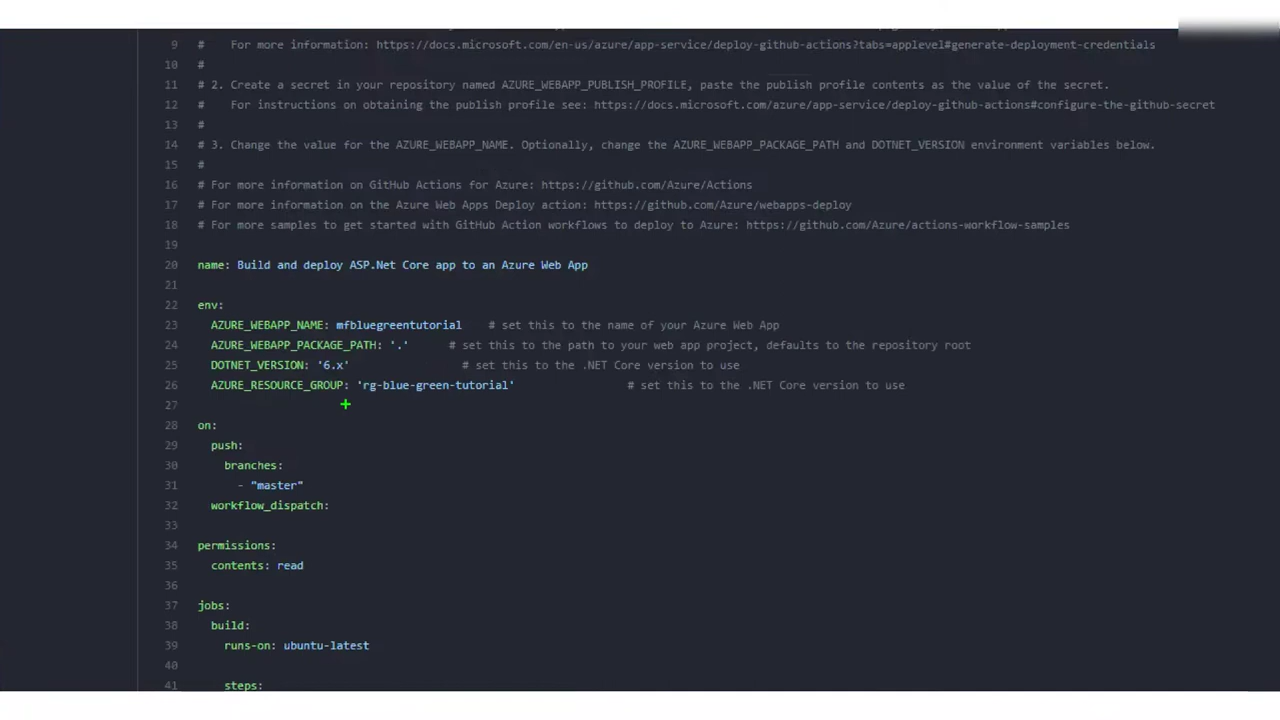 9 #    For more information: https://docs.microsoft.com/en-us/azure/app-service/deploy-github-actions?tabs=applevel#generate-deployment-credentials
10 #
11 # 2. Create a secret in your repository named AZURE_WEBAPP_PUBLISH_PROFILE, paste the publish profile contents as the value of the secret.
12 #    For instructions on obtaining the publish profile see: https://docs.microsoft.com/azure/app-service/deploy-github-actions#configure-the-github-secret
13 #
14 # 3. Change the value for the AZURE_WEBAPP_NAME. Optionally, change the AZURE_WEBAPP_PACKAGE_PATH and DOTNET_VERSION environment variables below.
15 #
16 # For more information on GitHub Actions for Azure: https://github.com/Azure/Actions
17 # For more information on the Azure Web Apps Deploy action: https://github.com/Azure/webapps-deploy
18 # For more samples to get started with GitHub Action workflows to deploy to Azure: https://github.com/Azure/actions-workflow-samples
19
20 name: Build and deploy ASP.Net Core app to an Azure Web App
21
22 env:
23   AZURE_WEBAPP_NAME: mfbluegreentutorial    # set this to the name of your Azure Web App
24   AZURE_WEBAPP_PACKAGE_PATH: '.'      # set this to the path to your web app project, defaults to the repository root
25   DOTNET_VERSION: '6.x'                 # set this to the .NET Core version to use
26   AZURE_RESOURCE_GROUP: 'rg-blue-green-tutorial'                 # set this to the .NET Core version to use
27
28 on:
29   push:
30     branches:
31       - "master"
32   workflow_dispatch:
33
34 permissions:
35   contents: read
36
37 jobs:
38   build:
39     runs-on: ubuntu-latest
40
41     steps: